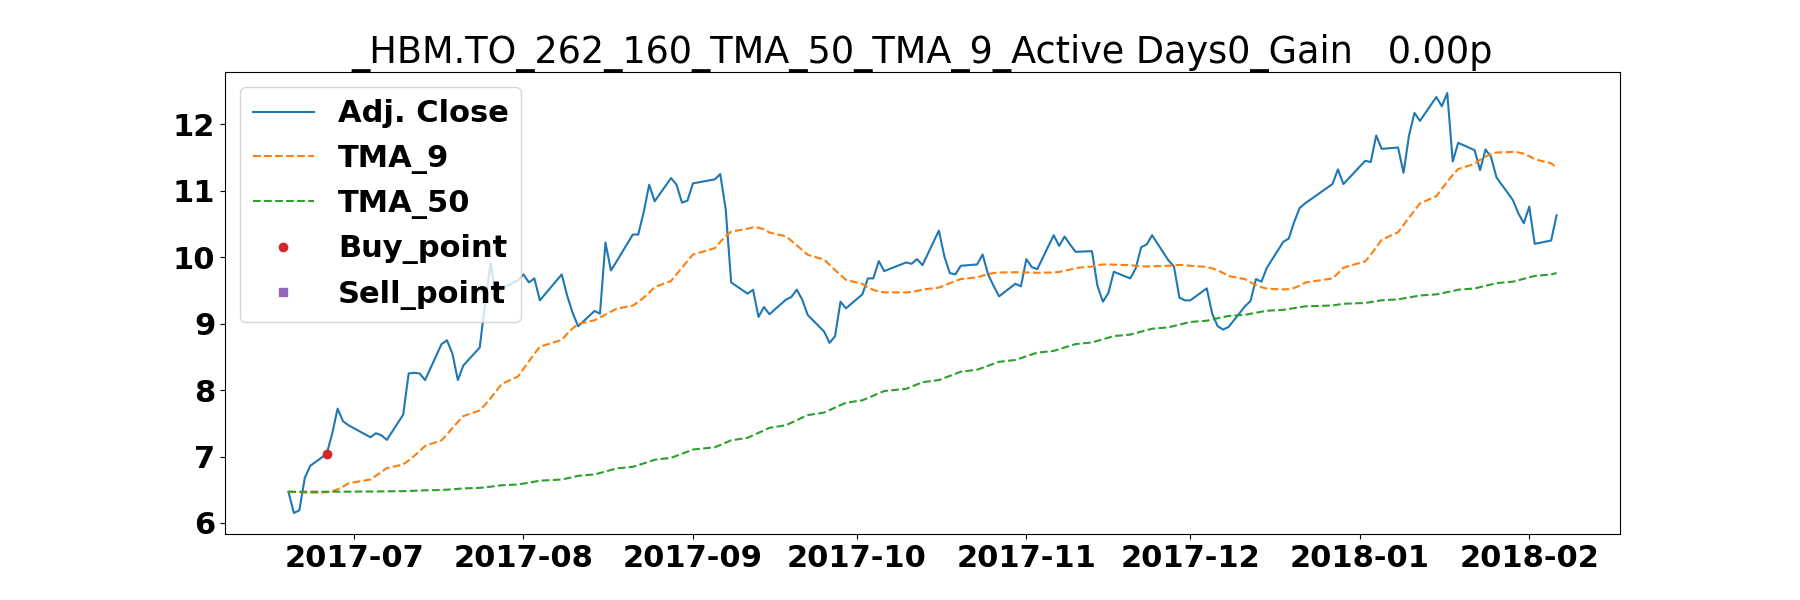 _HBM.TO_262_160_TMA_50_TMA_9_Active Days0_Gain   0.00p
Adj. Close
TMA_9
TMA_50
Buy_point
Sell_point
12
11
10
9
8
7
6
2017-07 2017-08 2017-09 2017-10 2017-11 2017-12 2018-01 2018-02